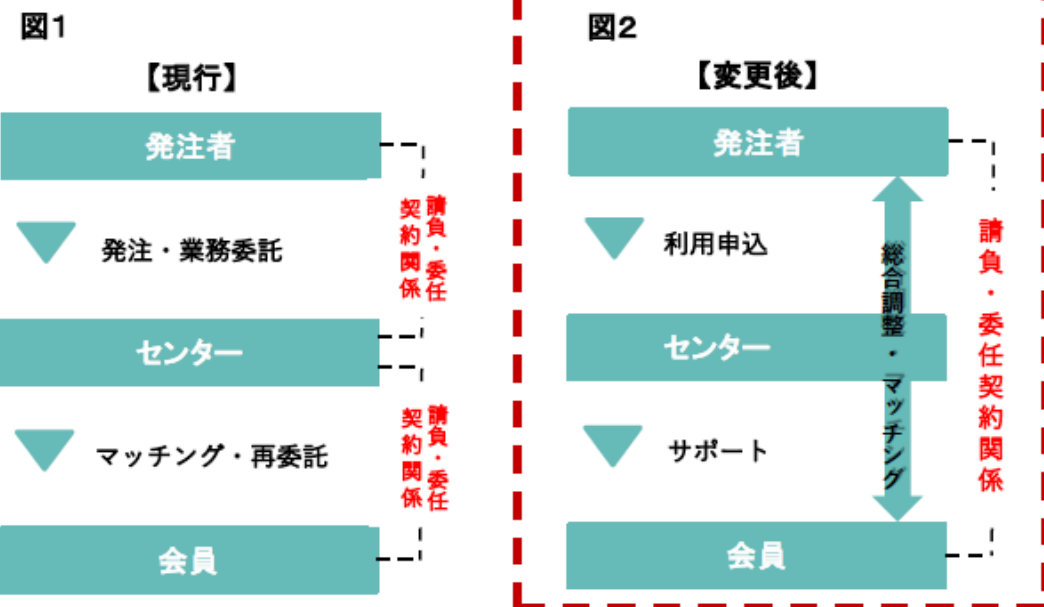 図1
【現行】
発注者
発注・業務委託
請負・委任
契約関係
センター
マッチング・再委託
請負・委任
契約関係
会員
図2
【変更後】
発注者
利用申込
総合調整・マッチング
請負・委任契約関係
センター
サポート
会員